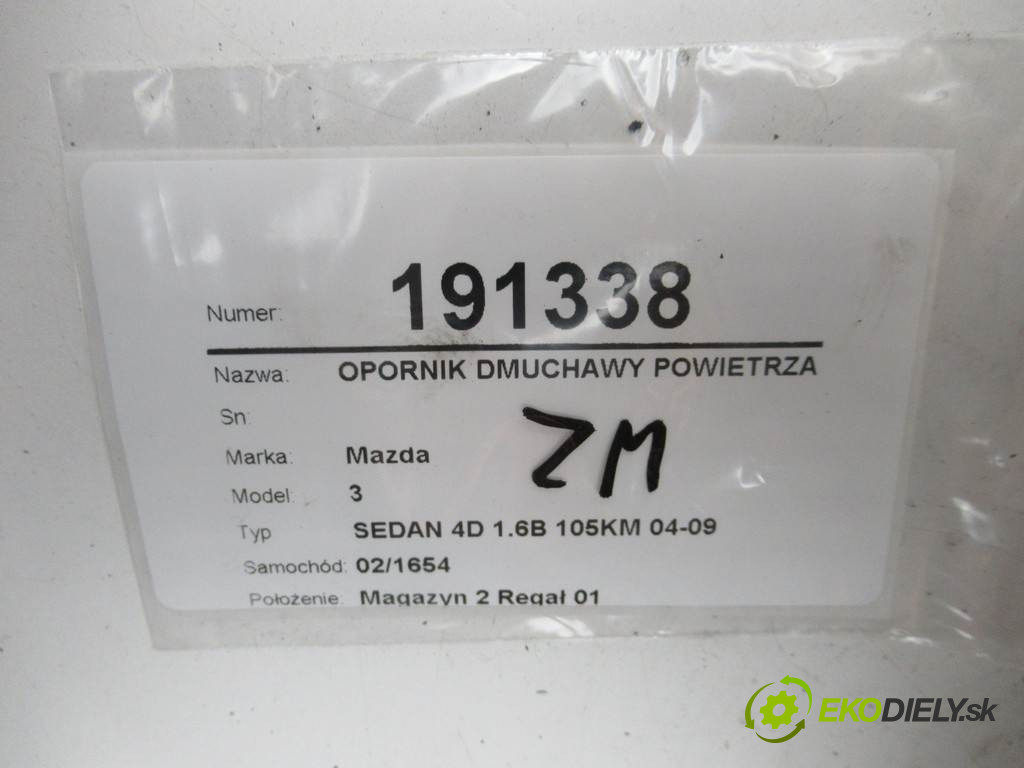 Numer: 191338
Nazwa: OPORNIK DMUCHAWY POWIETRZA
Sn:
ZM
Marka: Mazda
Model: 3
Typ SEDAN 4D 1.6B 105KM 04-09
Samochód: 02/1654
Położenie: Magazyn 2 Regał 01
EKODIELY.sk